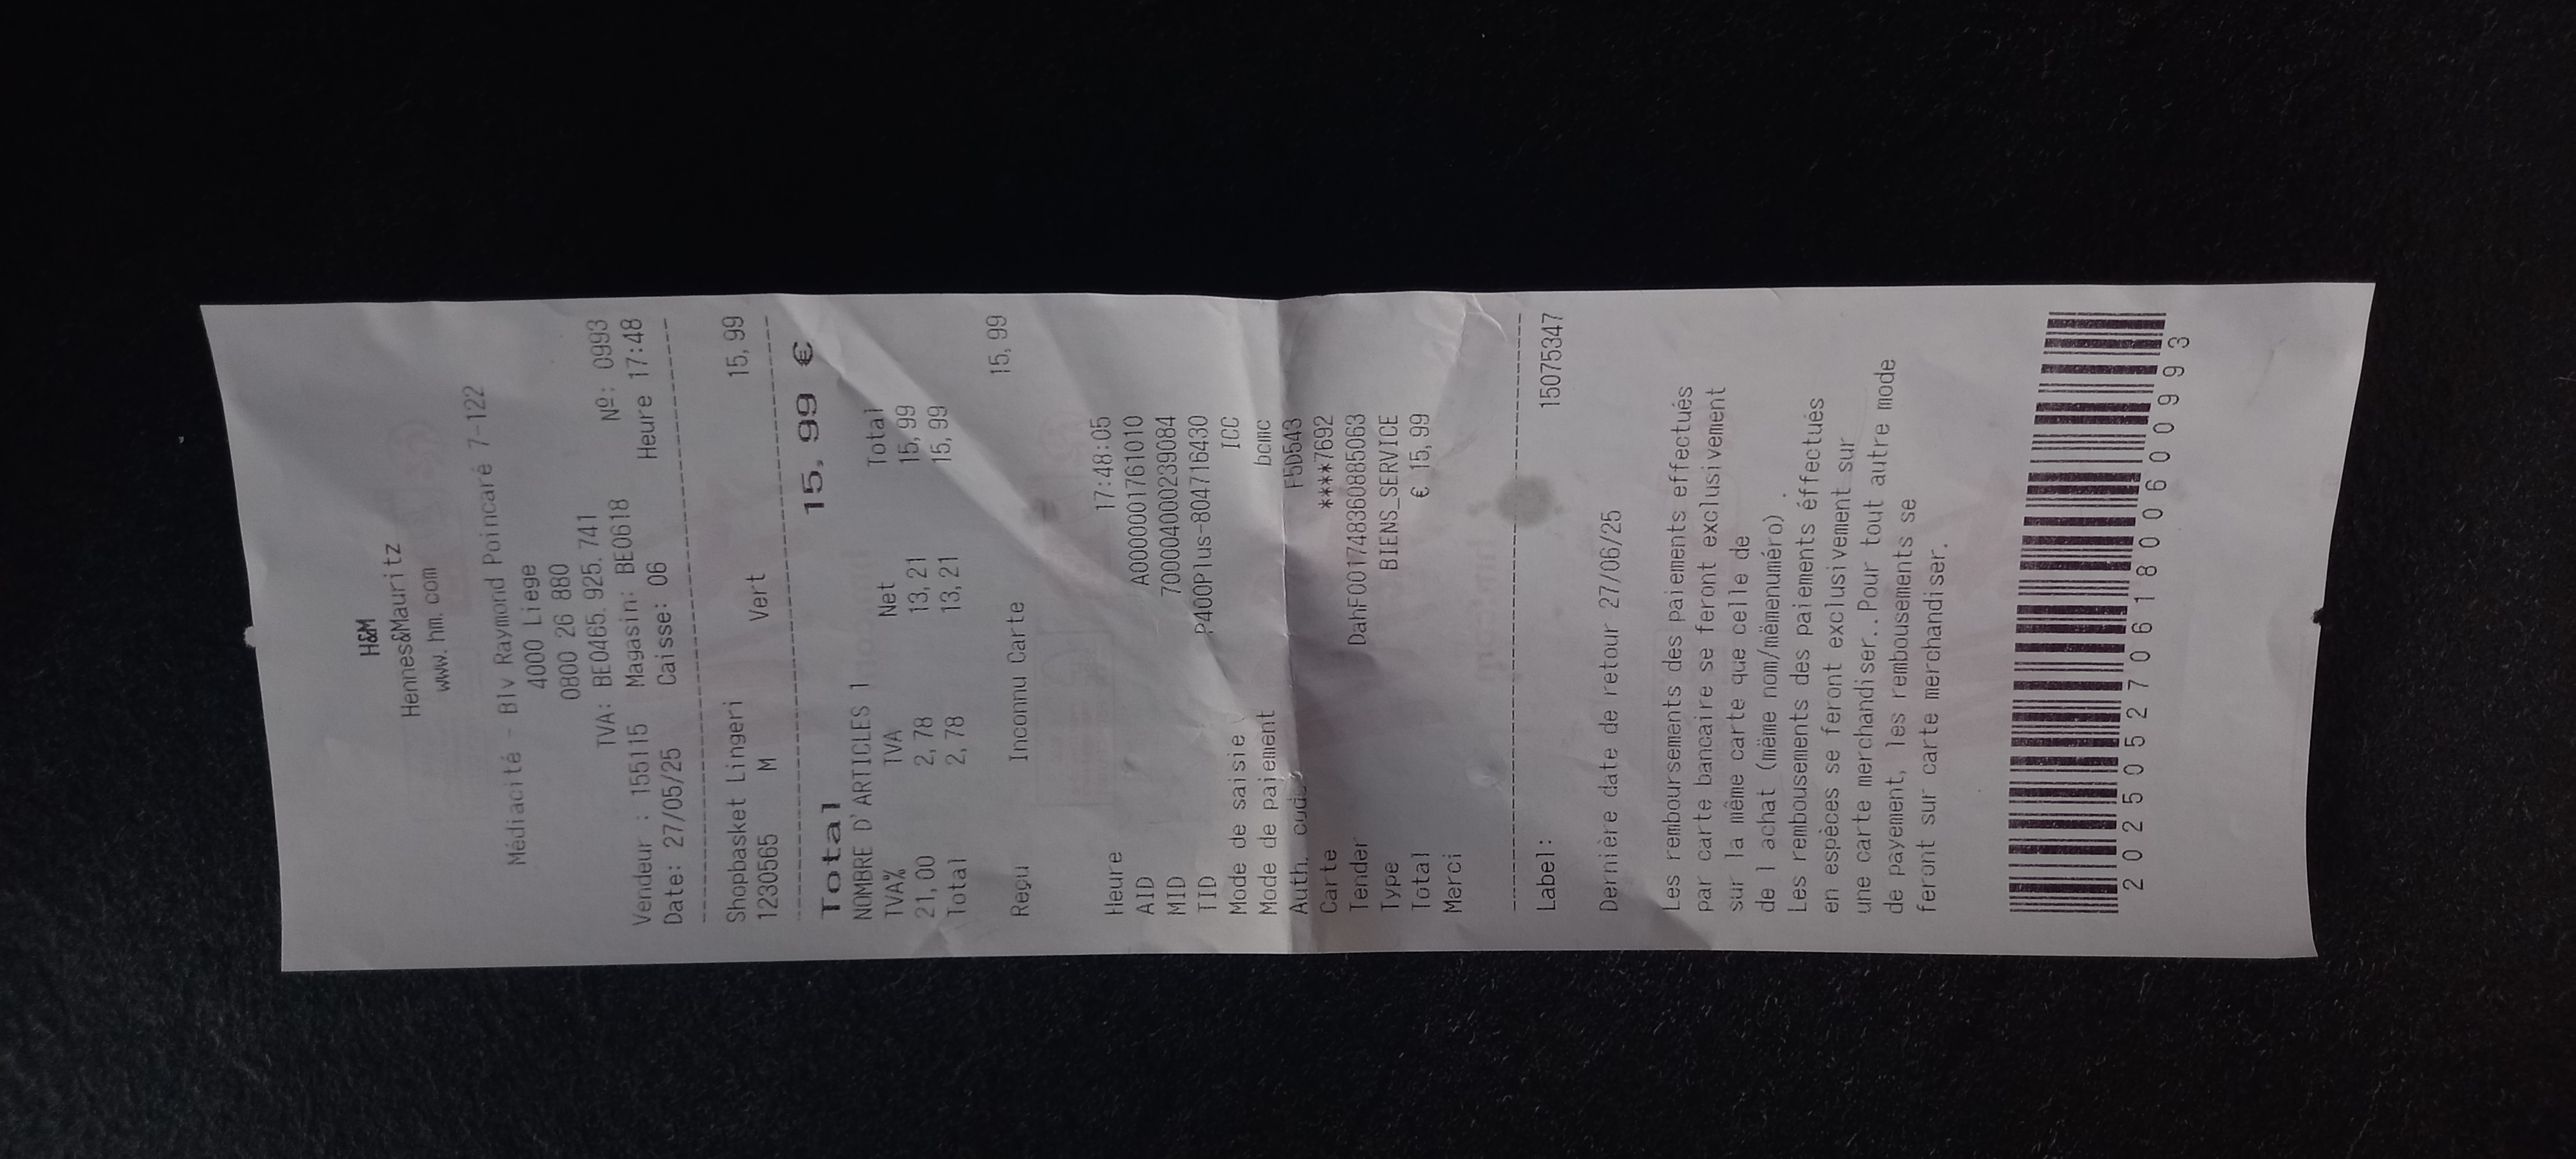 H&M
Hennes&Mauritz
www.hm.com
Médiacité - Blv Raymond Poincaré 7-122
4000 Liege
0800 26 880
TVA: BE0465.925.741
Vendeur : 155115 Magasin: BE0618 Nº: 0993
Date: 27/05/25 Caisse: 06 Heure 17:48
Shopbasket Lingeri 15,99
1230565 M Vert
Total 15,99 €
NOMBRE D'ARTICLES 1
TVA% TVA Net Total
21,00 2,78 13,21 15,99
Total 2,78 13,21 15,99
Reçu Inconnu Carte 15,99
Heure 17:48:05
AID A0000001761010
MID 700004000239084
TID P400Plus-804716430
Mode de saisie ICC
Mode de paiement bcmc
Auth. code F5D543
Carte ****7692
Tender DahF001748360885063
Type BIENS_SERVICE
Total € 15,99
Merci
Label: 15075347
Dernière date de retour 27/06/25
Les remboursements des paiements effectués
par carte bancaire se feront exclusivement
sur la même carte que celle de
de l achat (même nom/mêmenuméro).
Les rembousements des paiements éffectués
en espèces se feront exclusivement sur
une carte merchandiser..Pour tout autre mode
de payement, les rembousements se
feront sur carte merchandiser.
20250527061800600993